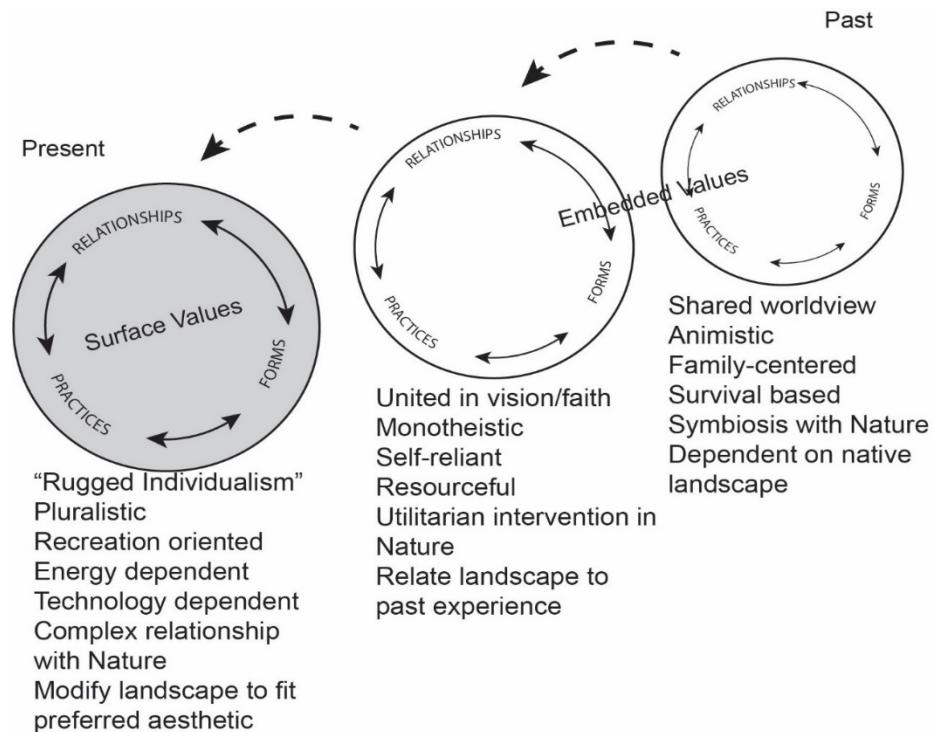 Past
Present
RELATIONSHIPS
FORMS
PRACTICES
Surface Values
“Rugged Individualism”
Pluralistic
Recreation oriented
Energy dependent
Technology dependent
Complex relationship
with Nature
Modify landscape to fit
preferred aesthetic
RELATIONSHIPS
FORMS
PRACTICES
Embedded Values
United in vision/faith
Monotheistic
Self-reliant
Resourceful
Utilitarian intervention in
Nature
Relate landscape to
past experience
RELATIONSHIPS
FORMS
PRACTICES
Shared worldview
Animistic
Family-centered
Survival based
Symbiosis with Nature
Dependent on native
landscape